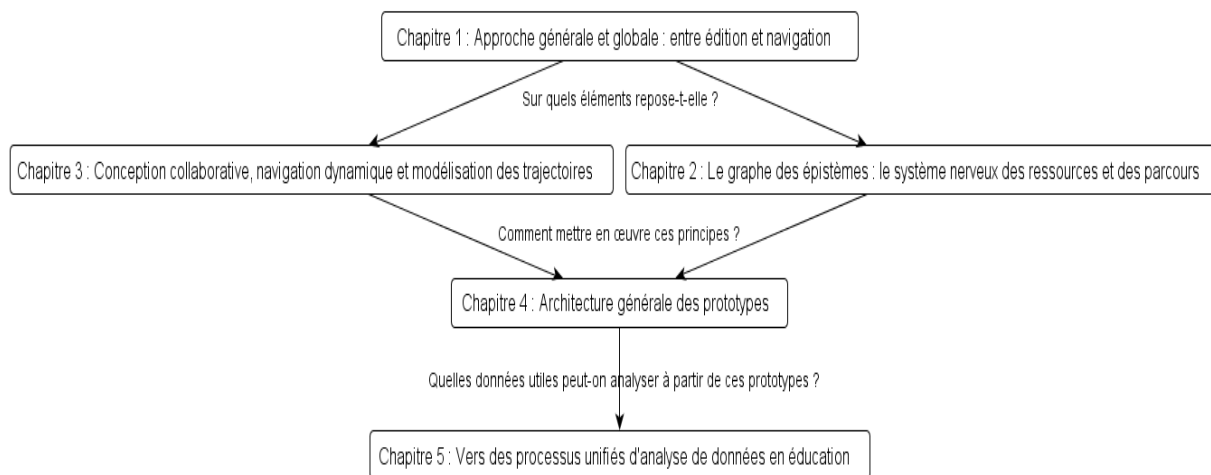 Chapitre 1 : Approche générale et globale : entre édition et navigation
Sur quels éléments repose-t-elle ?
Chapitre 3 : Conception collaborative, navigation dynamique et modélisation des trajectoires
Chapitre 2 : Le graphe des épistèmes : le système nerveux des ressources et des parcours
Comment mettre en œuvre ces principes ?
Chapitre 4 : Architecture générale des prototypes
Quelles données utiles peut-on analyser à partir de ces prototypes ?
Chapitre 5 : Vers des processus unifiés d'analyse de données en éducation